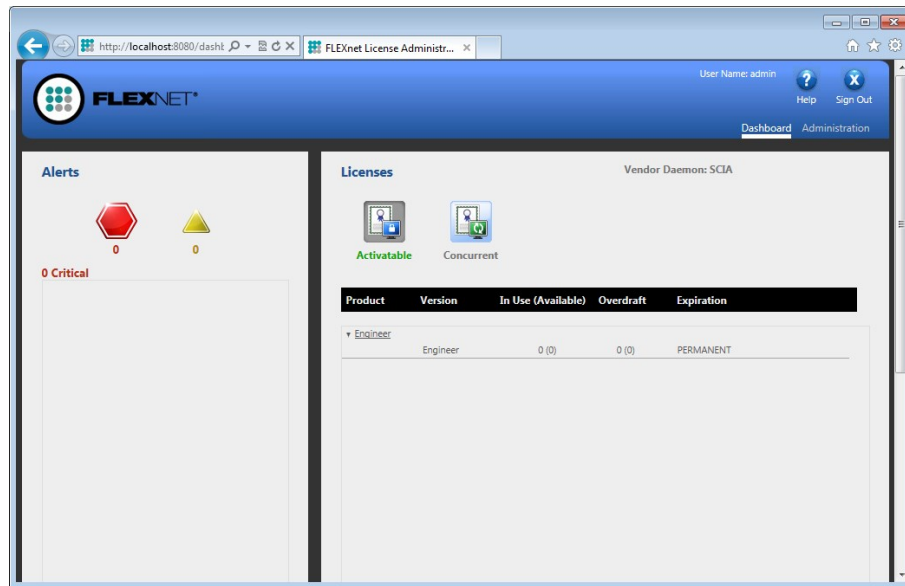 http://localhost:8080/dasht
FLEXnet License Administr...
User Name: admin
FLEXNET
Help
Sign Out
Dashboard
Administration
Alerts
0
0
0 Critical
Licenses
Vendor Daemon: SCIA
Activatable
Concurrent
Product Version In Use (Available) Overdraft Expiration
Engineer
Engineer 0 (0) 0 (0) PERMANENT